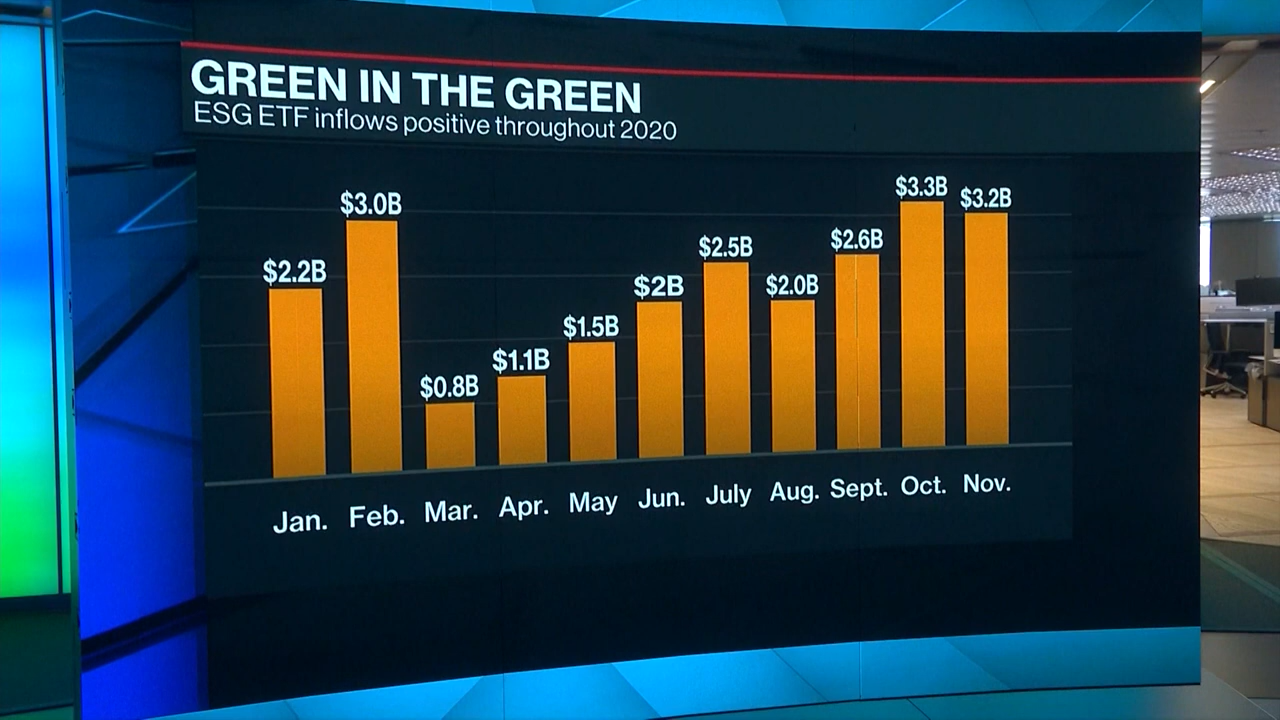 GREEN IN THE GREEN
ESG ETF inflows positive throughout 2020
$2.2B
$3.0B
$0.8B
$1.1B
$1.5B
$2B
$2.5B
$2.0B
$2.6B
$3.3B
$3.2B
Jan. Feb. Mar. Apr. May Jun. July Aug. Sept. Oct. Nov.